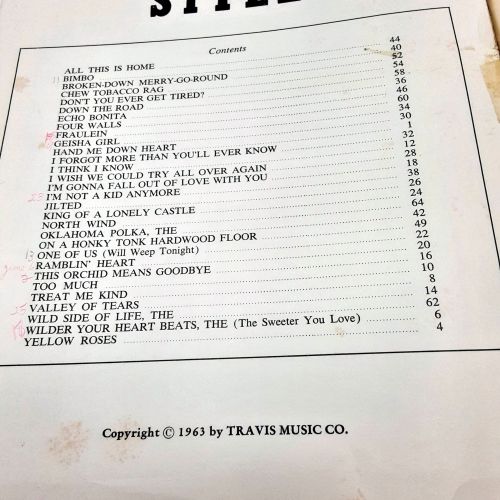 STYLE
Contents
ALL THIS IS HOME 44
BIMBO 40
BROKEN-DOWN MERRY-GO-ROUND 52
CHEW TOBACCO RAG 54
DON'T YOU EVER GET TIRED? 58
DOWN THE ROAD 36
ECHO BONITA 46
FOUR WALLS 60
FRAULEIN 34
GEISHA GIRL 30
HAND ME DOWN HEART 1
I FORGOT MORE THAN YOU'LL EVER KNOW 32
I THINK I KNOW 12
I WISH WE COULD TRY ALL OVER AGAIN 28
I'M GONNA FALL OUT OF LOVE WITH YOU 18
I'M NOT A KID ANYMORE 38
JILTED 26
KING OF A LONELY CASTLE 24
NORTH WIND 64
OKLAHOMA POLKA, THE 42
ON A HONKY TONK HARDWOOD FLOOR 49
ONE OF US (Will Weep Tonight) 22
RAMBLIN' HEART 20
THIS ORCHID MEANS GOODBYE 16
TOO MUCH 10
TREAT ME KIND 8
VALLEY OF TEARS 14
WILD SIDE OF LIFE, THE 62
WILDER YOUR HEART BEATS, THE (The Sweeter You Love) 6
YELLOW ROSES 4
Copyright © 1963 by TRAVIS MUSIC CO.